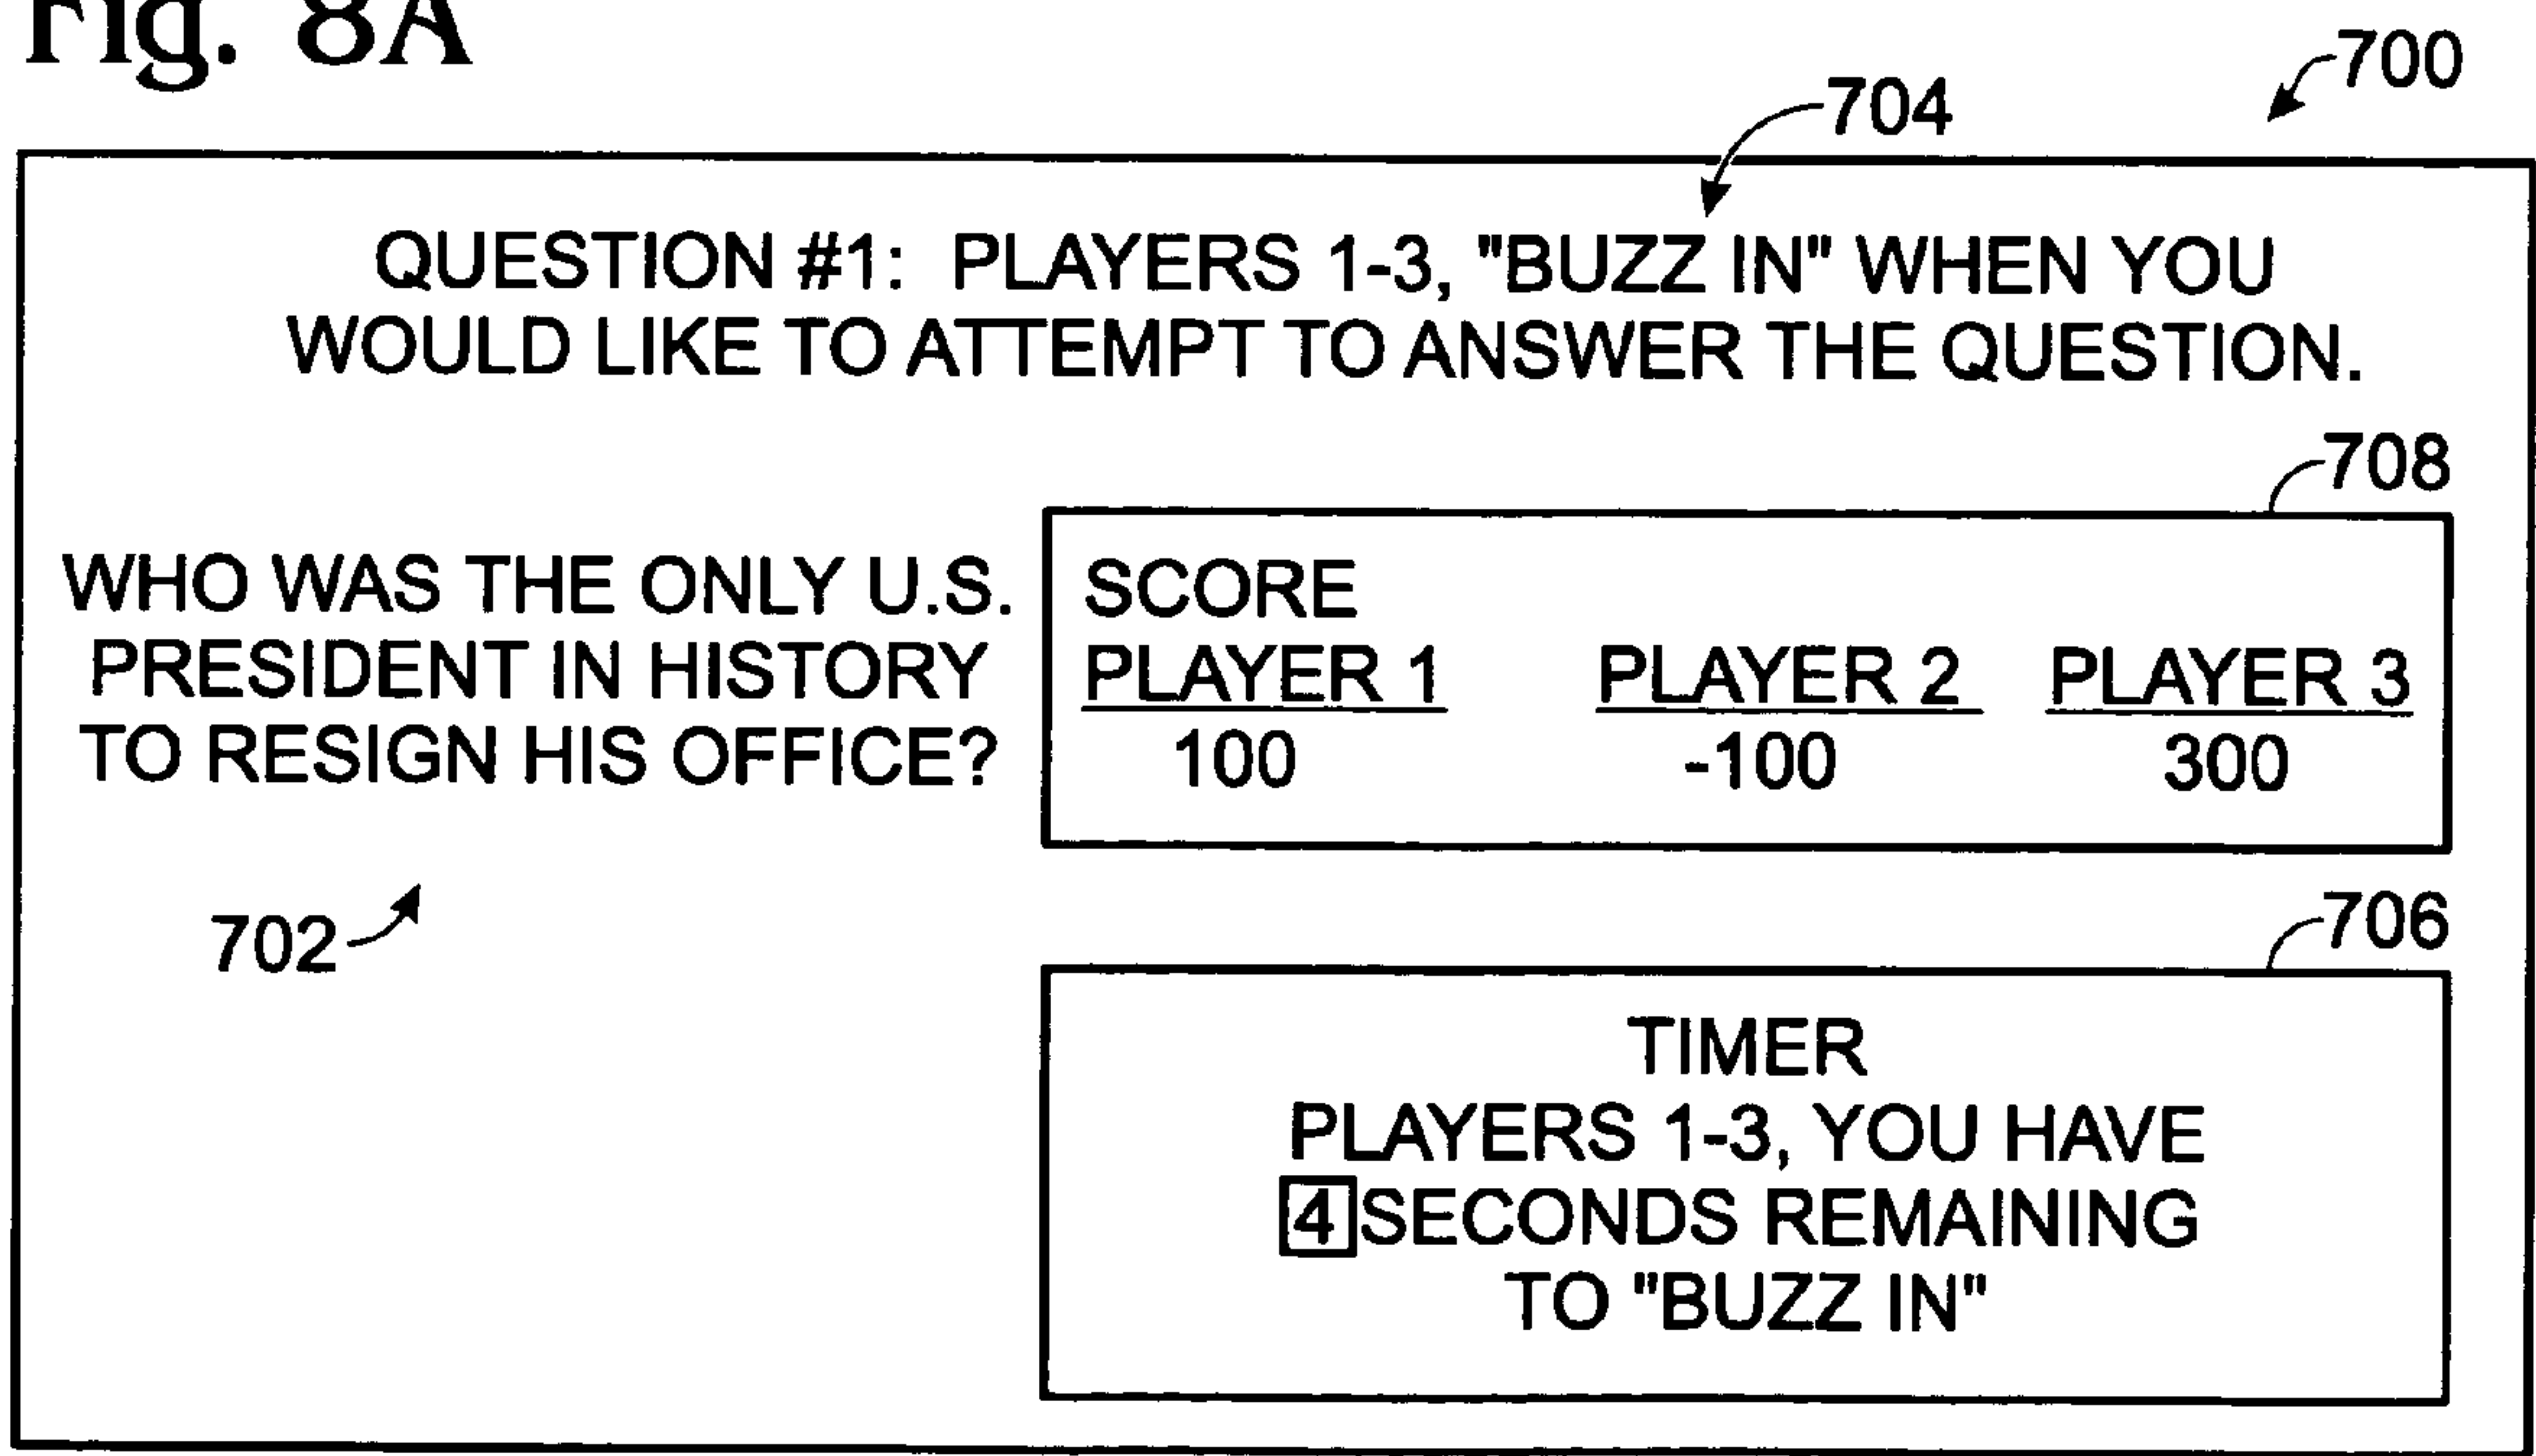 Fig. 8A
700
704
QUESTION #1: PLAYERS 1-3, "BUZZ IN" WHEN YOU
WOULD LIKE TO ATTEMPT TO ANSWER THE QUESTION.
708
WHO WAS THE ONLY U.S.
PRESIDENT IN HISTORY
TO RESIGN HIS OFFICE?
SCORE
PLAYER 1 PLAYER 2 PLAYER 3
100 -100 300
702
706
TIMER
PLAYERS 1-3, YOU HAVE
4 SECONDS REMAINING
TO "BUZZ IN"